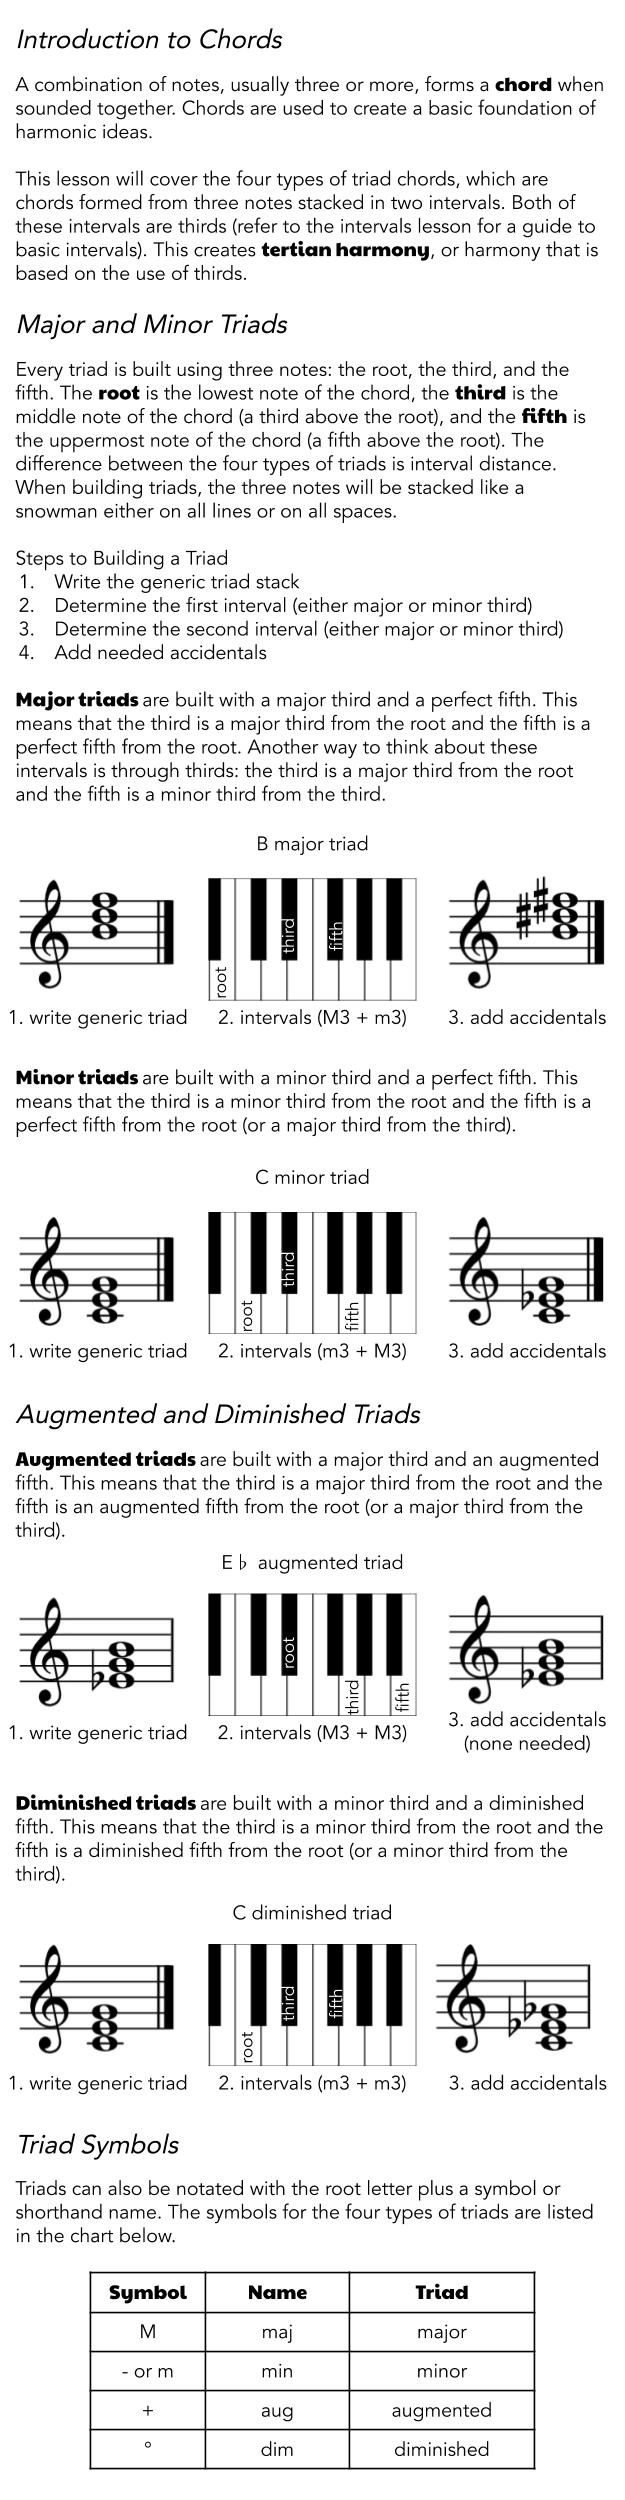 Introduction to Chords
A combination of notes, usually three or more, forms a chord when
sounded together. Chords are used to create a basic foundation of
harmonic ideas.
This lesson will cover the four types of triad chords, which are
chords formed from three notes stacked in two intervals. Both of
these intervals are thirds (refer to the intervals lesson for a guide to
basic intervals). This creates tertian harmony, or harmony that is
based on the use of thirds.
Major and Minor Triads
Every triad is built using three notes: the root, the third, and the
fifth. The root is the lowest note of the chord, the third is the
middle note of the chord (a third above the root), and the fifth is
the uppermost note of the chord (a fifth above the root). The
difference between the four types of triads is interval distance.
When building triads, the three notes will be stacked like a
snowman either on all lines or on all spaces.
Steps to Building a Triad
1. Write the generic triad stack
2. Determine the first interval (either major or minor third)
3. Determine the second interval (either major or minor third)
4. Add needed accidentals
Major triads are built with a major third and a perfect fifth. This
means that the third is a major third from the root and the fifth is a
perfect fifth from the root. Another way to think about these
intervals is through thirds: the third is a major third from the root
and the fifth is a minor third from the third.
B major triad
root
third
fifth
1. write generic triad
2. intervals (M3 + m3)
3. add accidentals
Minor triads are built with a minor third and a perfect fifth. This
means that the third is a minor third from the root and the fifth is a
perfect fifth from the root (or a major third from the third).
C minor triad
root
third
fifth
1. write generic triad
2. intervals (m3 + M3)
3. add accidentals
Augmented and Diminished Triads
Augmented triads are built with a major third and an augmented
fifth. This means that the third is a major third from the root and the
fifth is an augmented fifth from the root (or a major third from the
third).
E♭ augmented triad
root
third
fifth
1. write generic triad
2. intervals (M3 + M3)
3. add accidentals
(none needed)
Diminished triads are built with a minor third and a diminished
fifth. This means that the third is a minor third from the root and the
fifth is a diminished fifth from the root (or a minor third from the
third).
C diminished triad
root
third
fifth
1. write generic triad
2. intervals (m3 + m3)
3. add accidentals
Triad Symbols
Triads can also be notated with the root letter plus a symbol or
shorthand name. The symbols for the four types of triads are listed
in the chart below.
Symbol Name Triad
M maj major
- or m min minor
+ aug augmented
° dim diminished